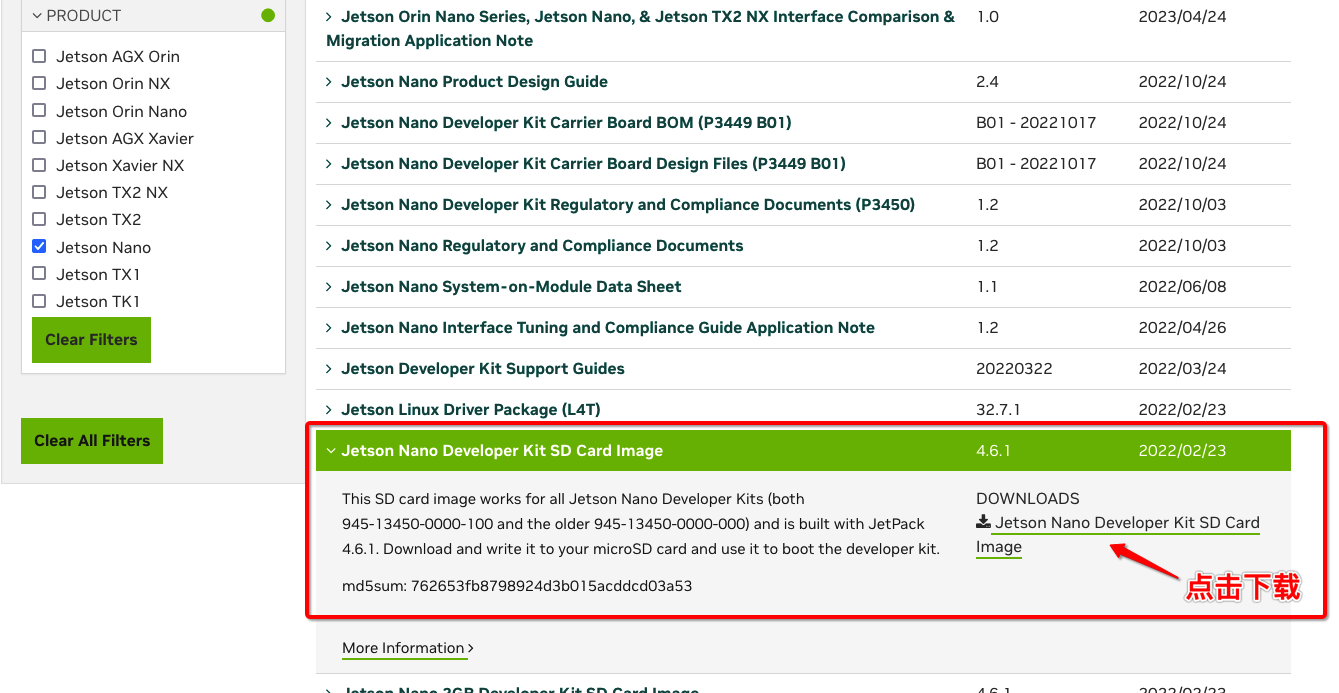 PRODUCT
Jetson AGX Orin
Jetson Orin NX
Jetson Orin Nano
Jetson AGX Xavier
Jetson Xavier NX
Jetson TX2 NX
Jetson TX2
Jetson Nano
Jetson TX1
Jetson TK1
Clear Filters
Clear All Filters
Jetson Orin Nano Series, Jetson Nano, & Jetson TX2 NX Interface Comparison & 1.0 2023/04/24
Migration Application Note
Jetson Nano Product Design Guide 2.4 2022/10/24
Jetson Nano Developer Kit Carrier Board BOM (P3449 B01) B01 - 20221017 2022/10/24
Jetson Nano Developer Kit Carrier Board Design Files (P3449 B01) B01 - 20221017 2022/10/24
Jetson Nano Developer Kit Regulatory and Compliance Documents (P3450) 1.2 2022/10/03
Jetson Nano Regulatory and Compliance Documents 1.2 2022/10/03
Jetson Nano System-on-Module Data Sheet 1.1 2022/06/08
Jetson Nano Interface Tuning and Compliance Guide Application Note 1.2 2022/04/26
Jetson Developer Kit Support Guides 20220322 2022/03/24
Jetson Linux Driver Package (L4T) 32.7.1 2022/02/23
Jetson Nano Developer Kit SD Card Image 4.6.1 2022/02/23
This SD card image works for all Jetson Nano Developer Kits (both
945-13450-0000-100 and the older 945-13450-0000-000) and is built with JetPack
4.6.1. Download and write it to your microSD card and use it to boot the developer kit.
md5sum: 762653fb8798924d3b015acddcd03a53
DOWNLOADS
Jetson Nano Developer Kit SD Card
Image
点击下载
More Information
Jetson Nano 2GB Developer Kit SD Card Image 4.6.1 2022/02/23